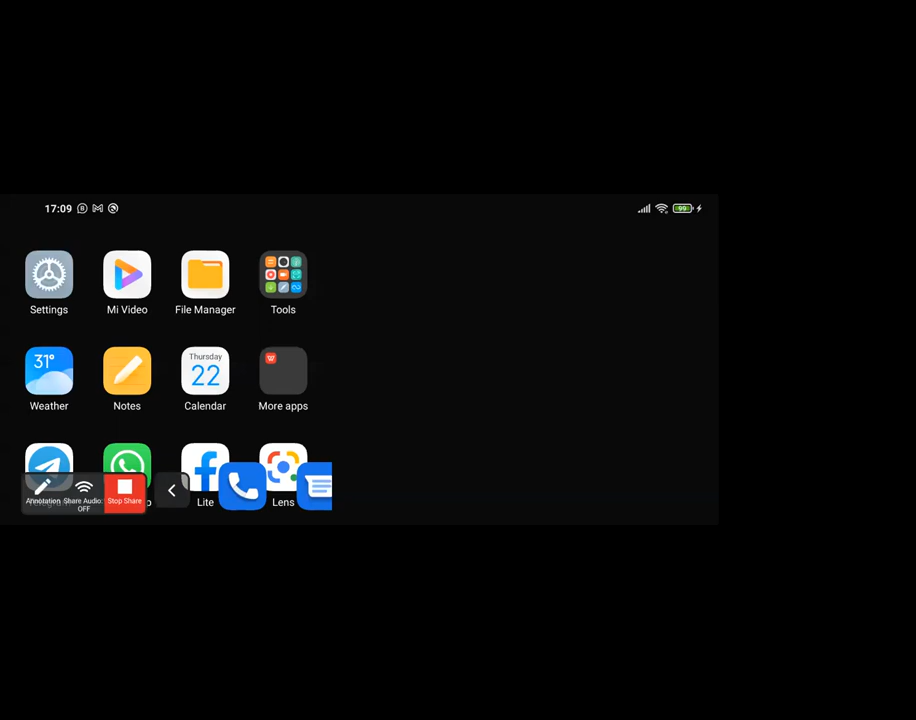 17:09
99
Settings
Mi Video
File Manager
Tools
31°
Thursday
22
Weather
Notes
Calendar
More apps
Annotation
Share Audio: OFF
Stop Share
Lite
Lens